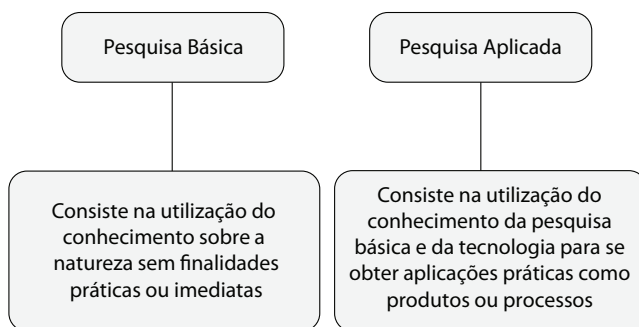 Pesquisa Básica
Pesquisa Aplicada
Consiste na utilização do
conhecimento sobre a
natureza sem finalidades
práticas ou imediatas
Consiste na utilização do
conhecimento da pesquisa
básica e da tecnologia para se
obter aplicações práticas como
produtos ou processos